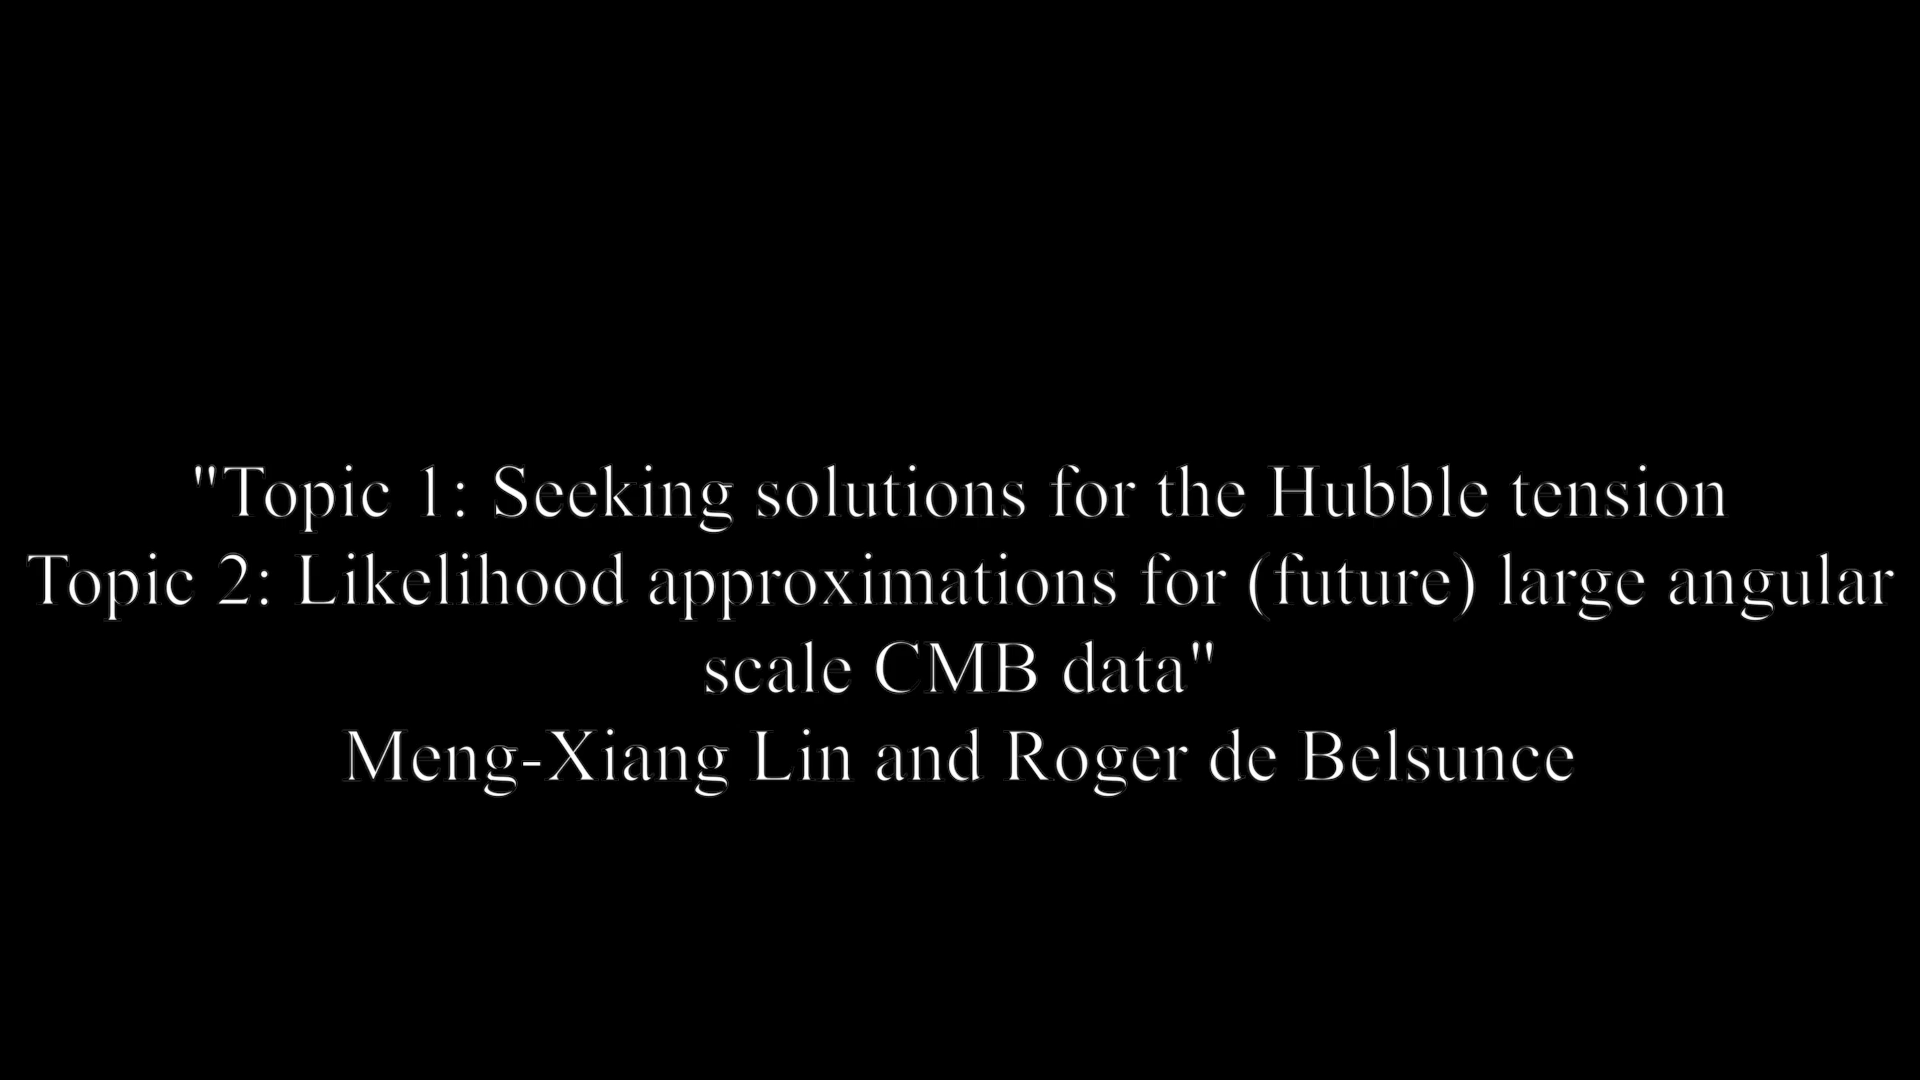 "Topic 1: Seeking solutions for the Hubble tension
Topic 2: Likelihood approximations for (future) large angular
scale CMB data"
Meng-Xiang Lin and Roger de Belsunce